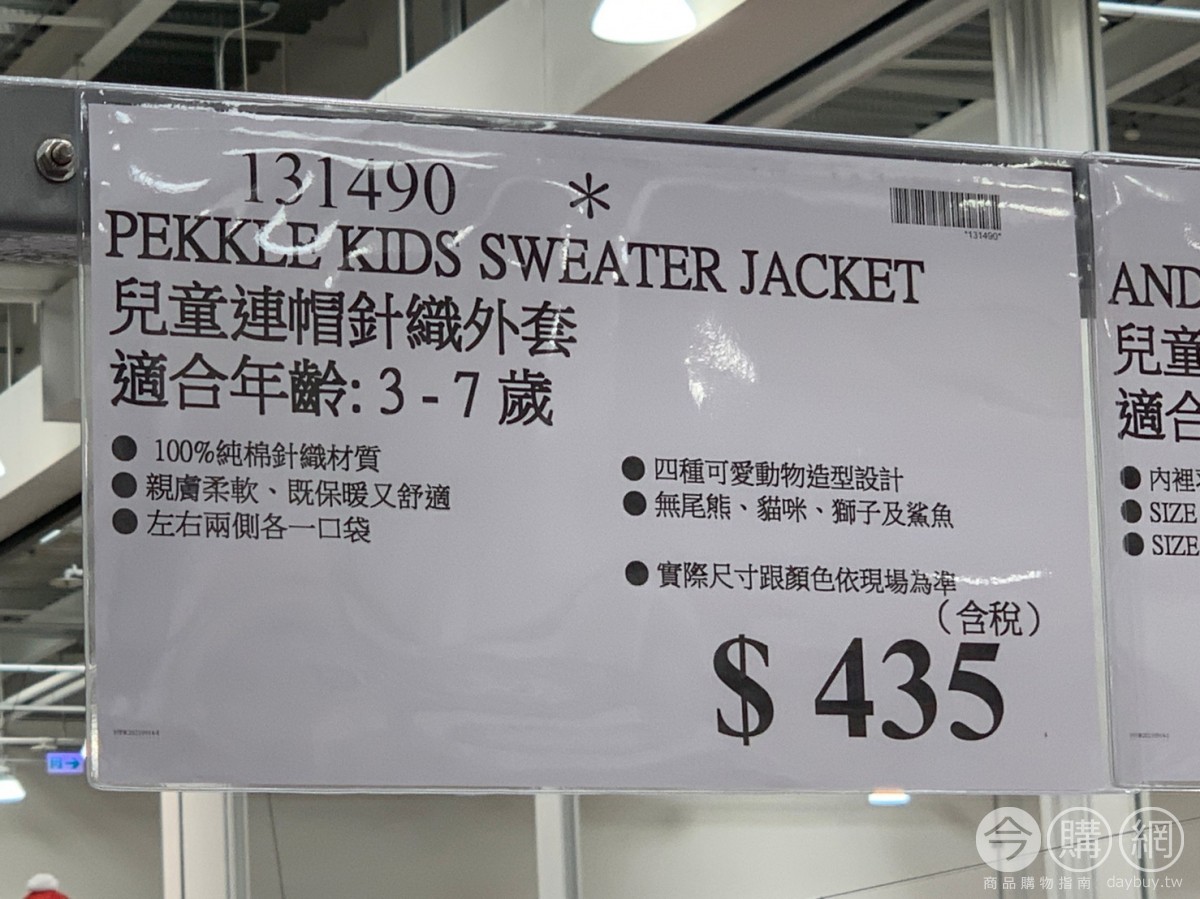 131490 *
*131490*
PEKKLE KIDS SWEATER JACKET
兒童連帽針織外套
適合年齡: 3 - 7 歲
● 100%純棉針織材質
● 親膚柔軟、既保暖又舒適
● 左右兩側各一口袋
● 四種可愛動物造型設計
● 無尾熊、貓咪、獅子及鯊魚
● 實際尺寸跟顏色依現場為準
(含稅)
$ 435
AND
兒童
適合
● 內裡
● SIZE
● SIZE
今購網
商品購物指南 daybuy.tw